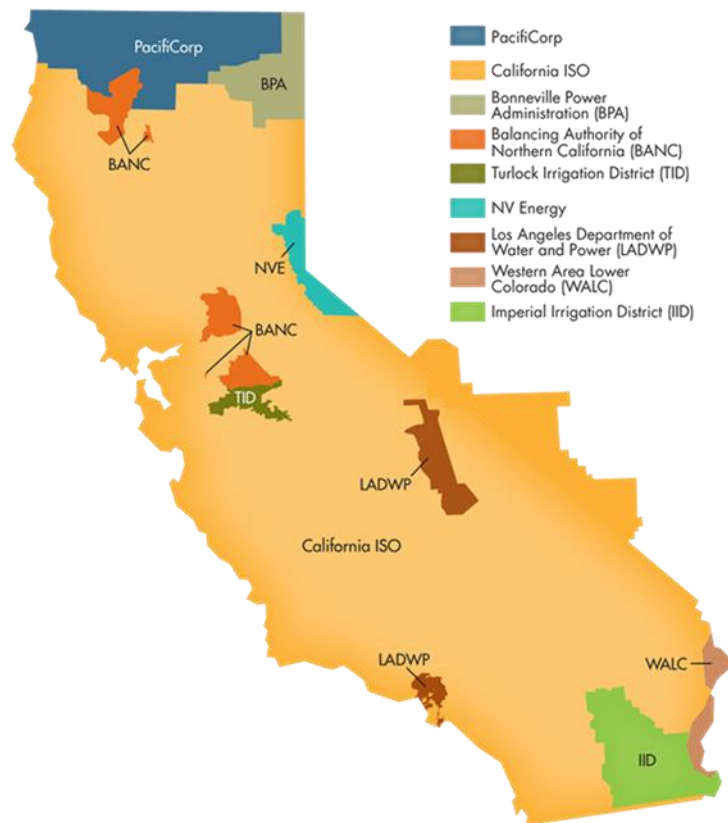 PacifiCorp
BPA
BANC
NVE
BANC
TID
LADWP
California ISO
LADWP
WALC
IID
PacifiCorp
California ISO
Bonneville Power
Administration (BPA)
Balancing Authority of
Northern California (BANC)
Turlock Irrigation District (TID)
NV Energy
Los Angeles Department of
Water and Power (LADWP)
Western Area Lower
Colorado (WALC)
Imperial Irrigation District (IID)